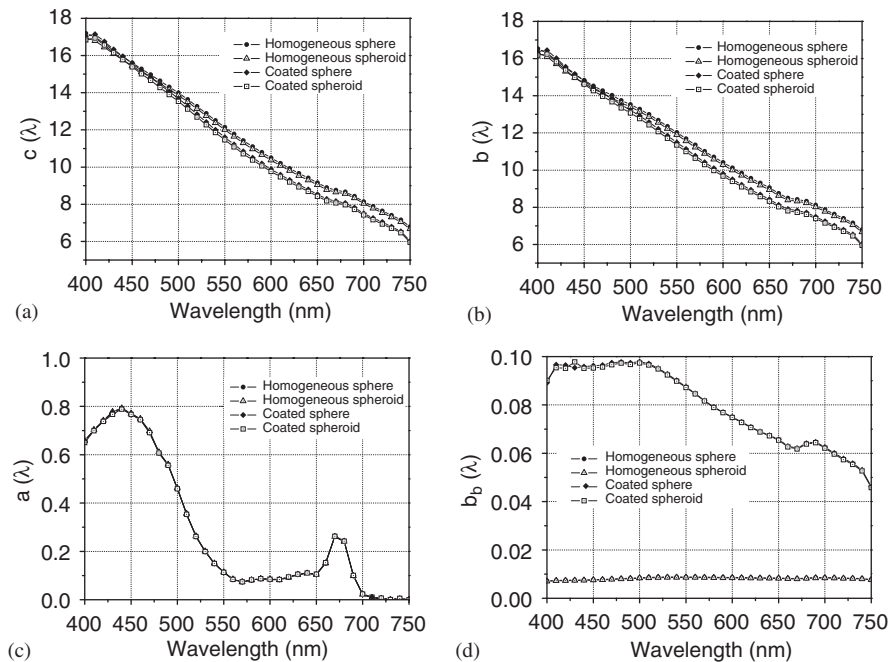 18
16
14
12
10
8
6
c (λ)
Homogeneous sphere
Homogeneous spheroid
Coated sphere
Coated spheroid
400 450 500 550 600 650 700 750
Wavelength (nm)
(a)
18
16
14
12
10
8
6
b (λ)
Homogeneous sphere
Homogeneous spheroid
Coated sphere
Coated spheroid
400 450 500 550 600 650 700 750
Wavelength (nm)
(b)
1.0
0.8
0.6
0.4
0.2
0.0
a (λ)
Homogeneous sphere
Homogeneous spheroid
Coated sphere
Coated spheroid
400 450 500 550 600 650 700 750
Wavelength (nm)
(c)
0.10
0.08
0.06
0.04
0.02
0.00
bb (λ)
Homogeneous sphere
Homogeneous spheroid
Coated sphere
Coated spheroid
400 450 500 550 600 650 700 750
Wavelength (nm)
(d)